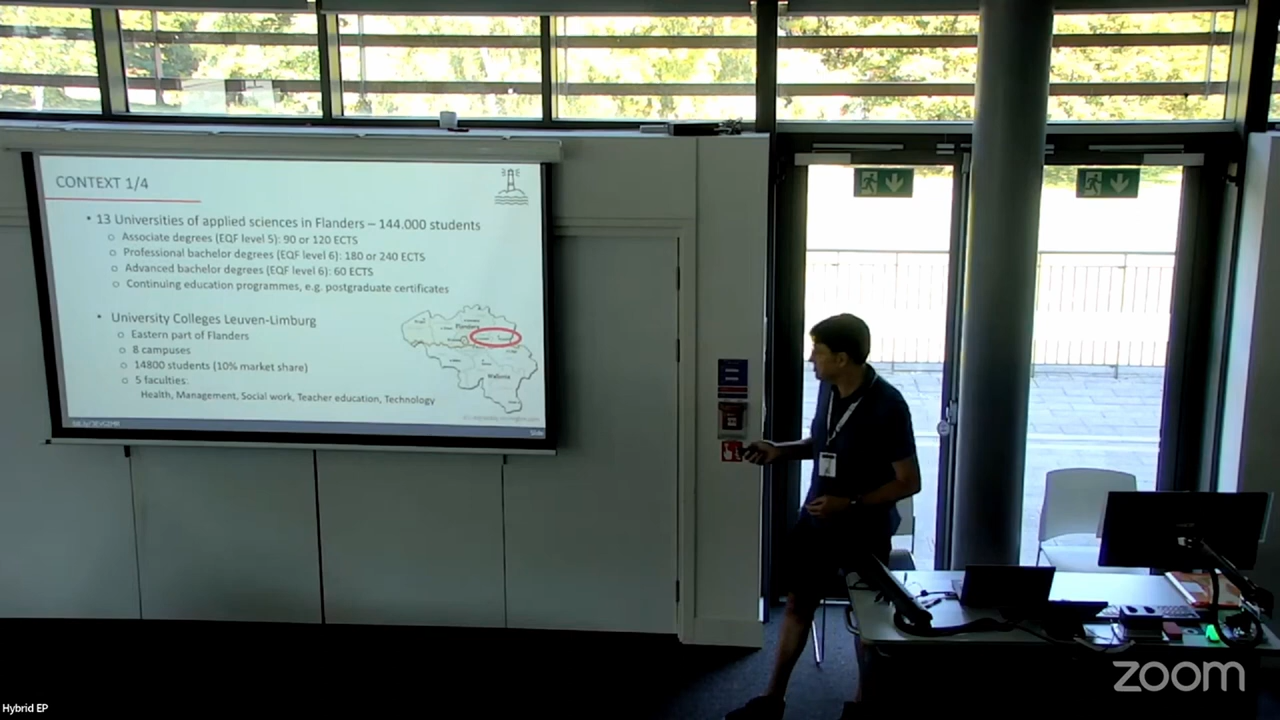 CONTEXT 1/4
• 13 Universities of applied sciences in Flanders – 144.000 students
o Associate degrees (EQF level 5): 90 or 120 ECTS
o Professional bachelor degrees (EQF level 6): 180 or 240 ECTS
o Advanced bachelor degrees (EQF level 6): 60 ECTS
o Continuing education programmes, e.g. postgraduate certificates
• University Colleges Leuven-Limburg
o Eastern part of Flanders
o 8 campuses
o 14800 students (10% market share)
o 5 faculties:
Health, Management, Social work, Teacher education, Technology
Flanders
Wallonia
Slide
zoom
Hybrid EP